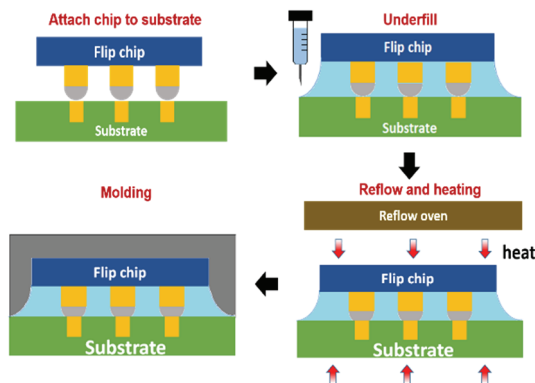 Attach chip to substrate
Flip chip
Substrate
Underfill
Flip chip
Substrate
Reflow and heating
Reflow oven
heat
Flip chip
Substrate
Molding
Flip chip
Substrate